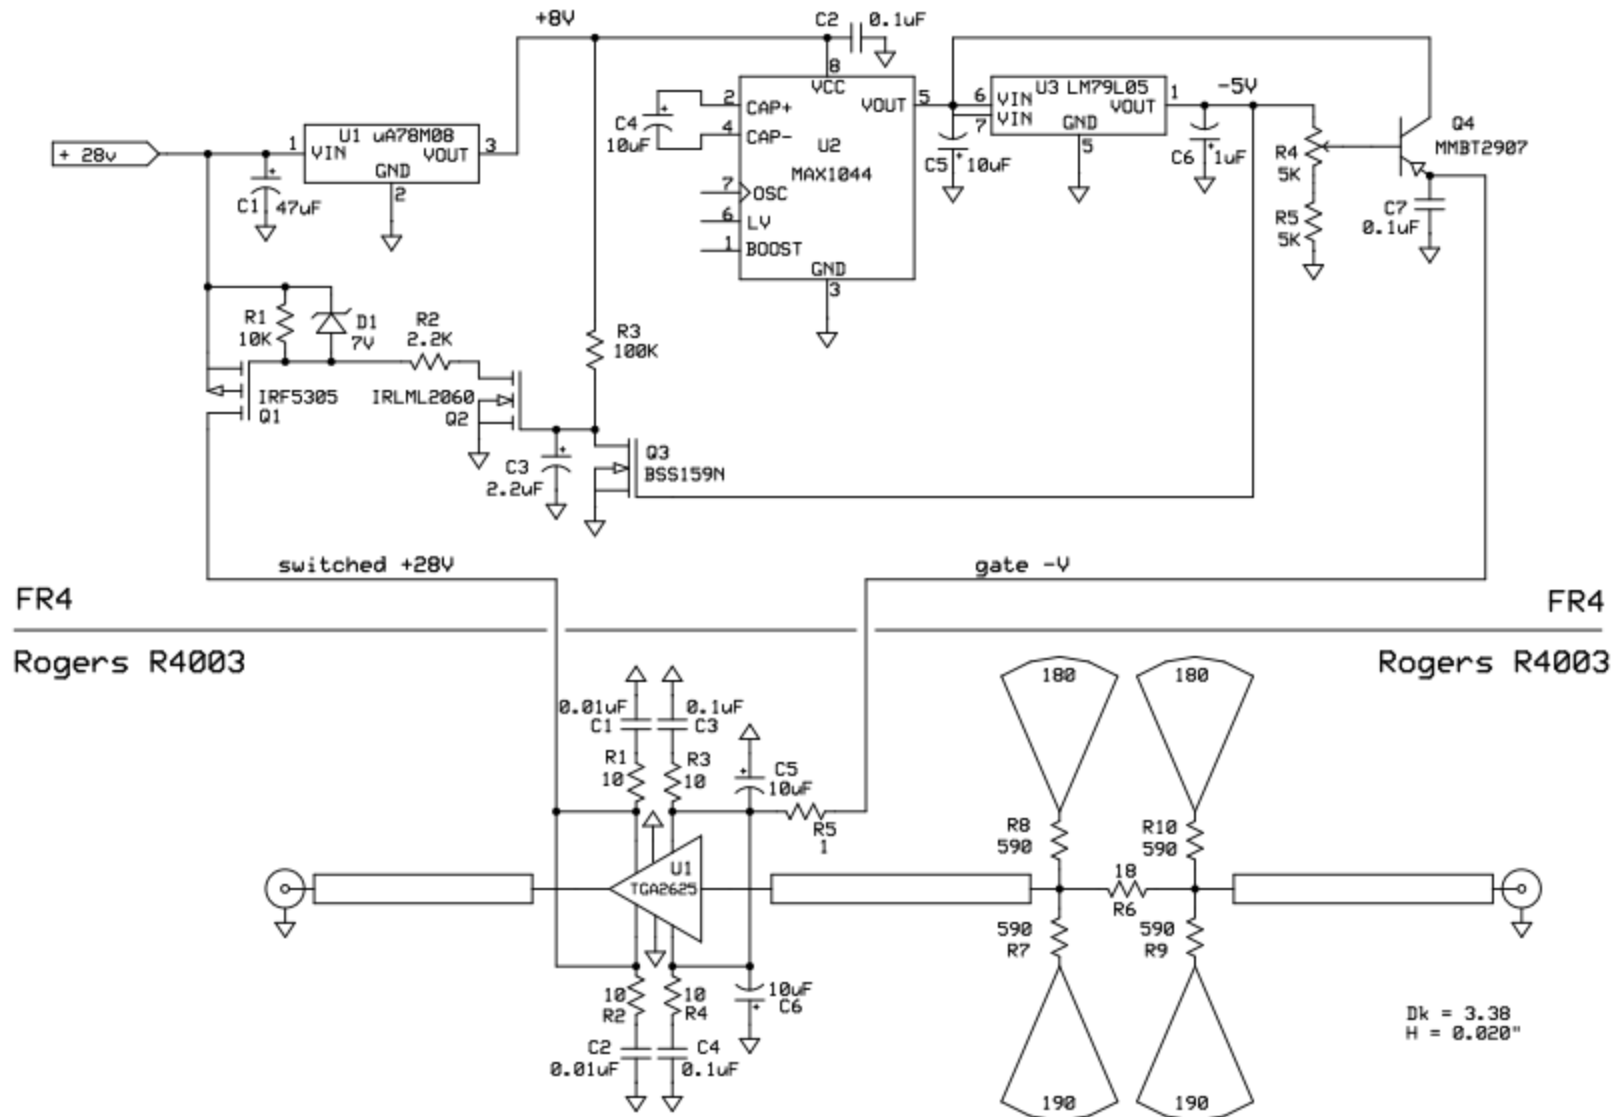 +8V
C2 0.1uF
8
VCC
2 CAP+
4 CAP-
VOUT 5
U2
MAX1044
7 OSC
6 LV
1 BOOST
GND
3
C4
10uF
6 VIN
7 VIN
U3 LM79L05
VOUT 1
GND
5
-5V
C5 10uF
C6 1uF
R4
5K
R5
5K
Q4
MMBT2907
C7
0.1uF
+ 28v
1 VIN
U1 uA78M08
VOUT 3
GND
2
C1 47uF
R1
10K
D1
7V
R2
2.2K
R3
100K
IRF5305
Q1
IRLML2060
Q2
C3
2.2uF
Q3
BSS159N
switched +28V
gate -V
FR4
FR4
Rogers R4003
Rogers R4003
0.01uF
C1
0.1uF
C3
R1
10
R3
10
C5
10uF
R5
1
U1
TGA2625
10
R2
10
R4
10uF
C6
C2
0.01uF
C4
0.1uF
180
180
R8
590
R10
590
18
R6
590
R7
590
R9
190
190
Dk = 3.38
H = 0.020"